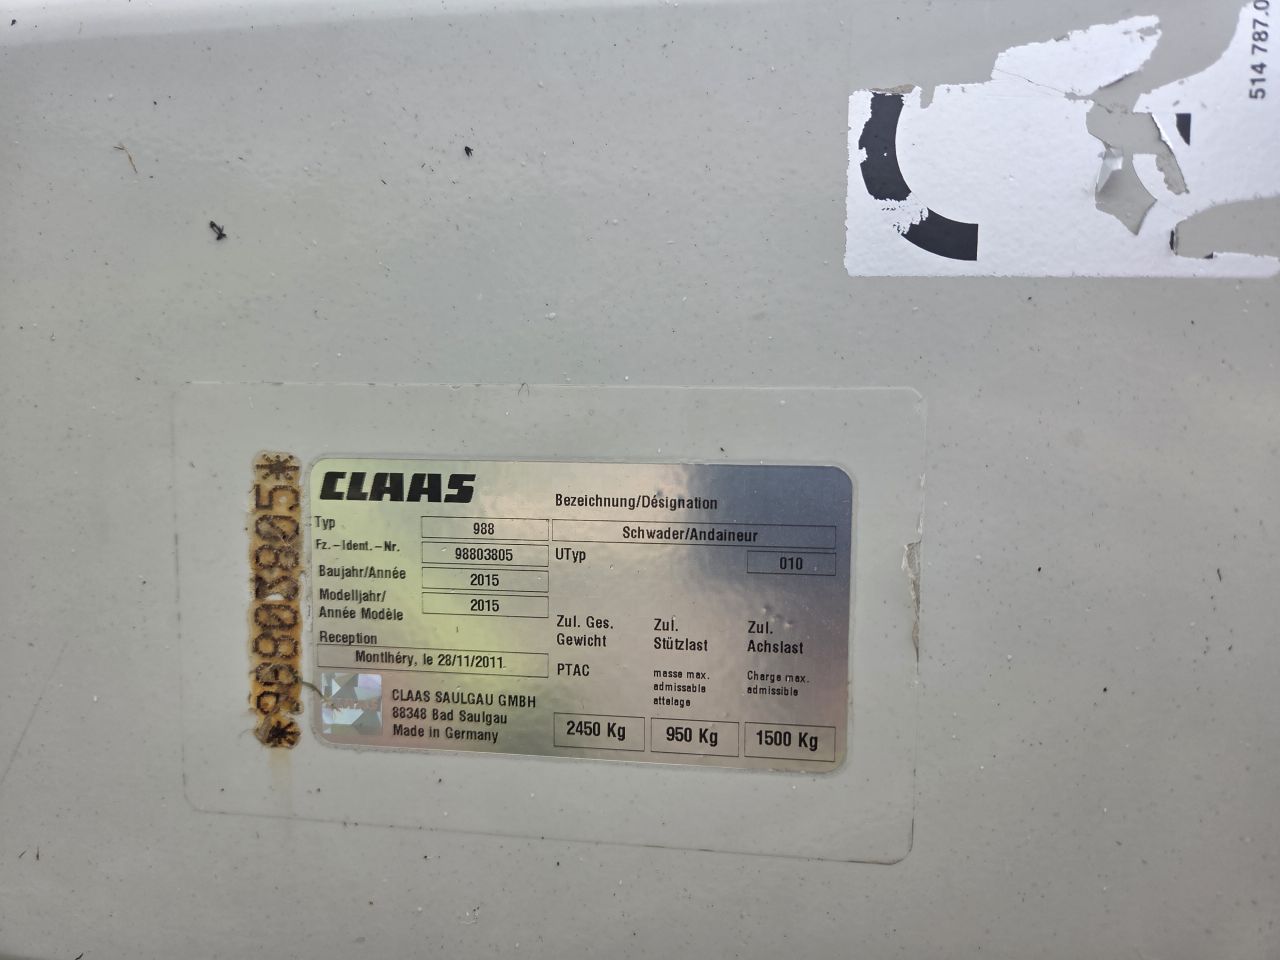 514 787.0
*98803805*
CLAAS
Bezeichnung/Désignation
Typ 988 Schwader/Andaineur
Fz.-Ident.-Nr. 98803805 UTyp 010
Baujahr/Année 2015
Modelljahr/
Année Modèle 2015
Reception
Montlhéry, le 28/11/2011
CLAAS SAULGAU GMBH
88348 Bad Saulgau
Made in Germany
Zul. Ges.
Gewicht
PTAC
2450 Kg
Zul.
Stützlast
masse max.
admissable
attelage
950 Kg
Zul.
Achslast
Charge max.
admissible
1500 Kg
CLAAS